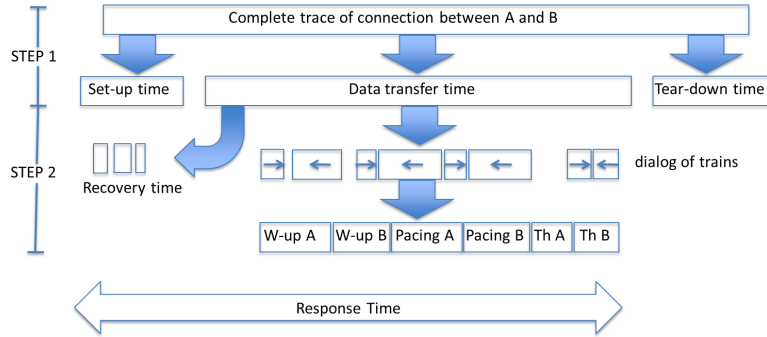 Complete trace of connection between A and B
STEP 1
Set-up time
Data transfer time
Tear-down time
STEP 2
dialog of trains
Recovery time
W-up A
W-up B
Pacing A
Pacing B
Th A
Th B
Response Time